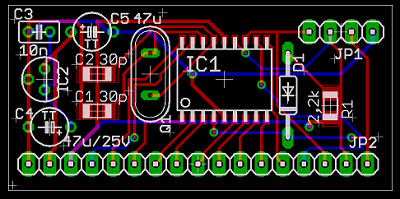 C3
C5 47u
10n
IC2
C2 30p
C1 30p
C4
47u/25V
Q1
IC1
D1
2,2k
R1
JP1
JP2